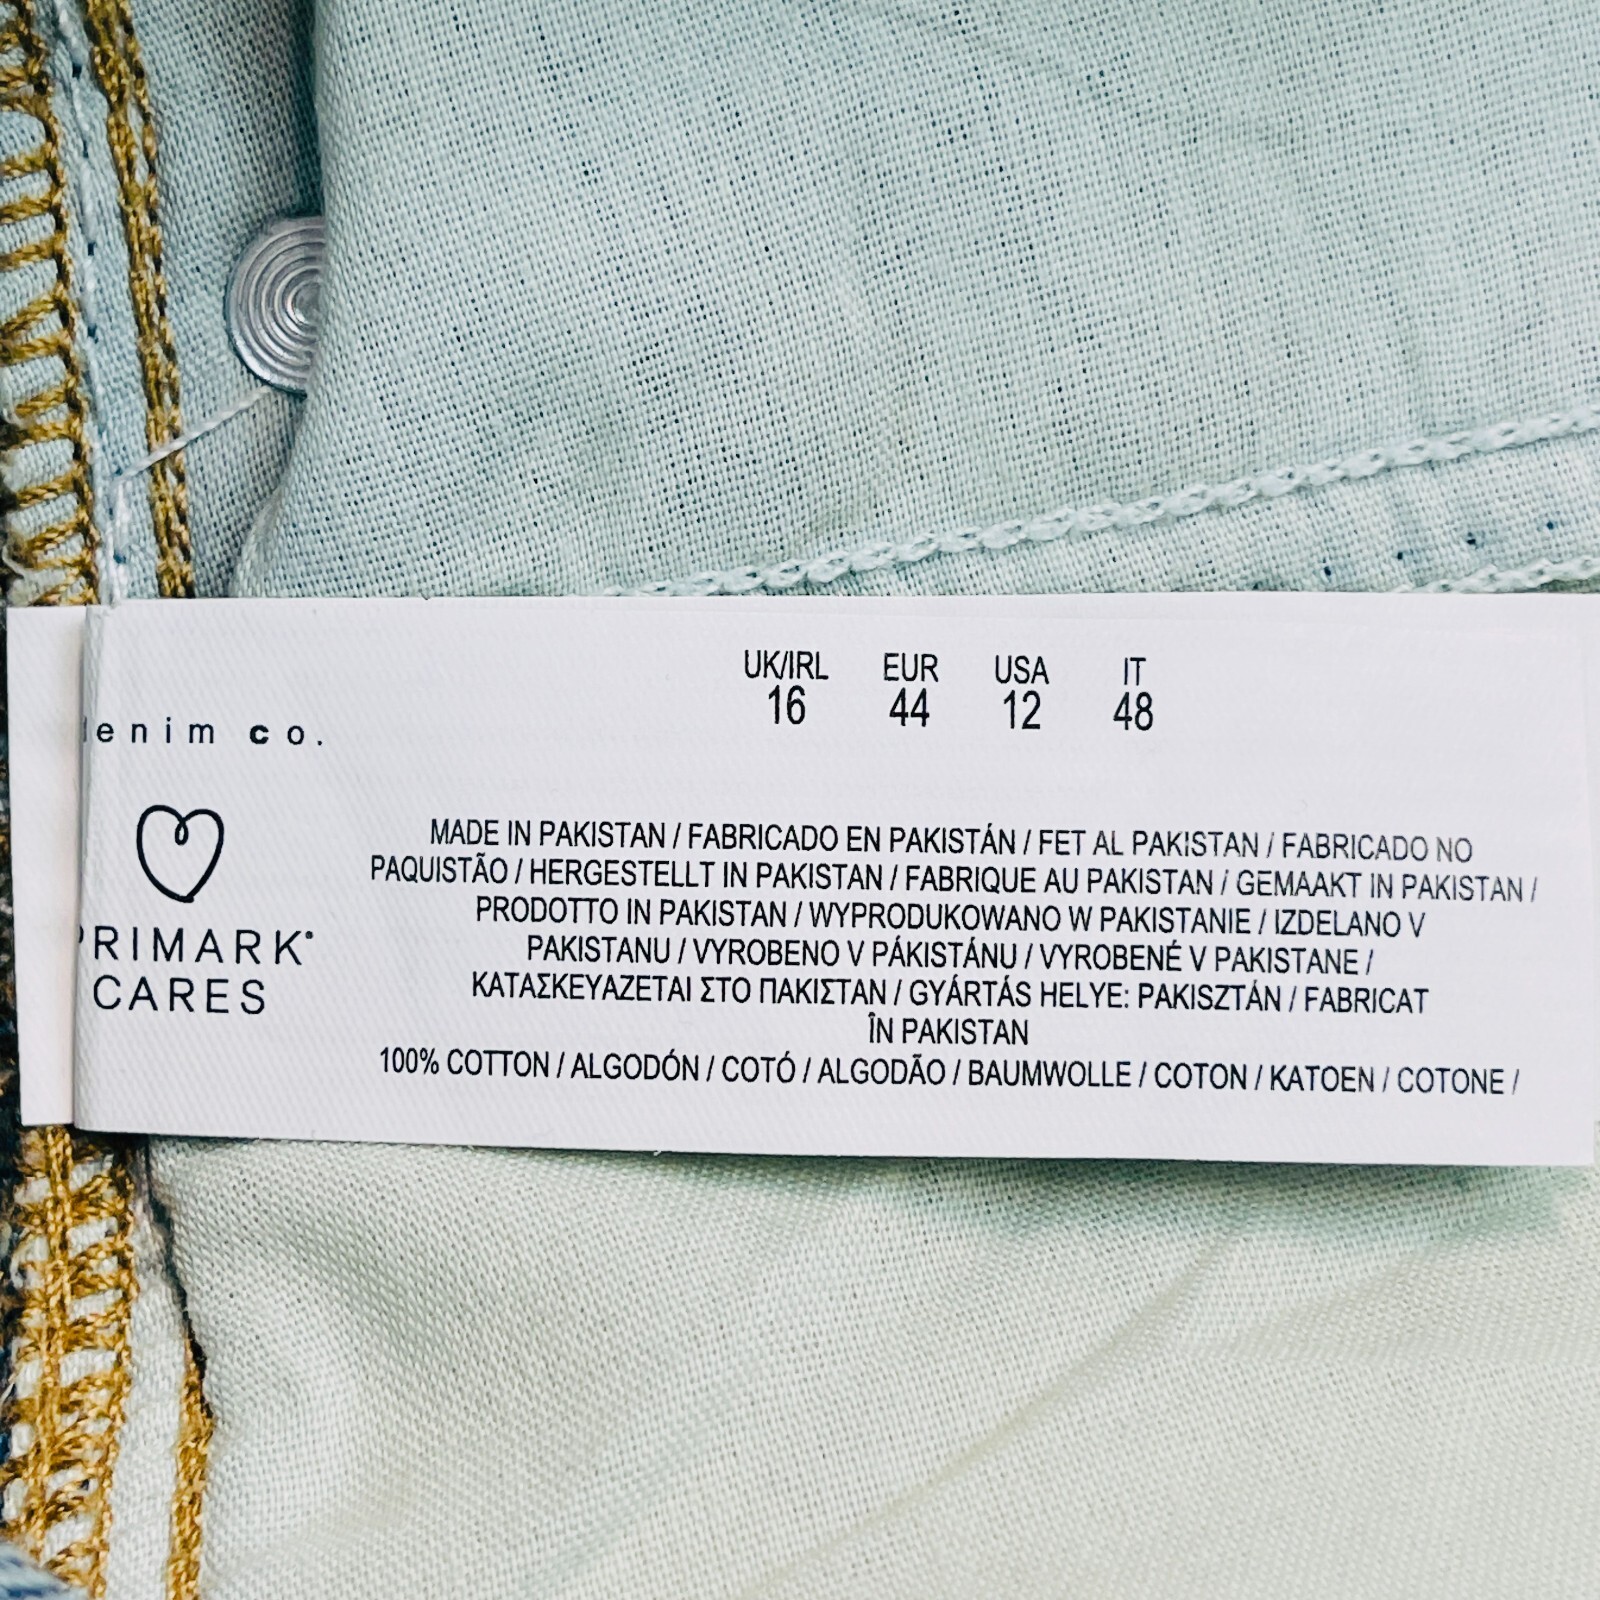 UK/IRL EUR USA IT
16 44 12 48
denim co.
PRIMARK
CARES
MADE IN PAKISTAN / FABRICADO EN PAKISTÁN / FET AL PAKISTAN / FABRICADO NO
PAQUISTÃO / HERGESTELLT IN PAKISTAN / FABRIQUE AU PAKISTAN / GEMAAKT IN PAKISTAN /
PRODOTTO IN PAKISTAN / WYPRODUKOWANO W PAKISTANIE / IZDELANO V
PAKISTANU / VYROBENO V PÁKISTÁNU / VYROBENÉ V PAKISTANE /
ΚΑΤΑΣΚΕΥΑΖΕΤΑΙ ΣΤΟ ΠΑΚΙΣΤΑΝ / GYÁRTÁS HELYE: PAKISZTÁN / FABRICAT
ÎN PAKISTAN
100% COTTON / ALGODÓN / COTÓ / ALGODÃO / BAUMWOLLE / COTON / KATOEN / COTONE /